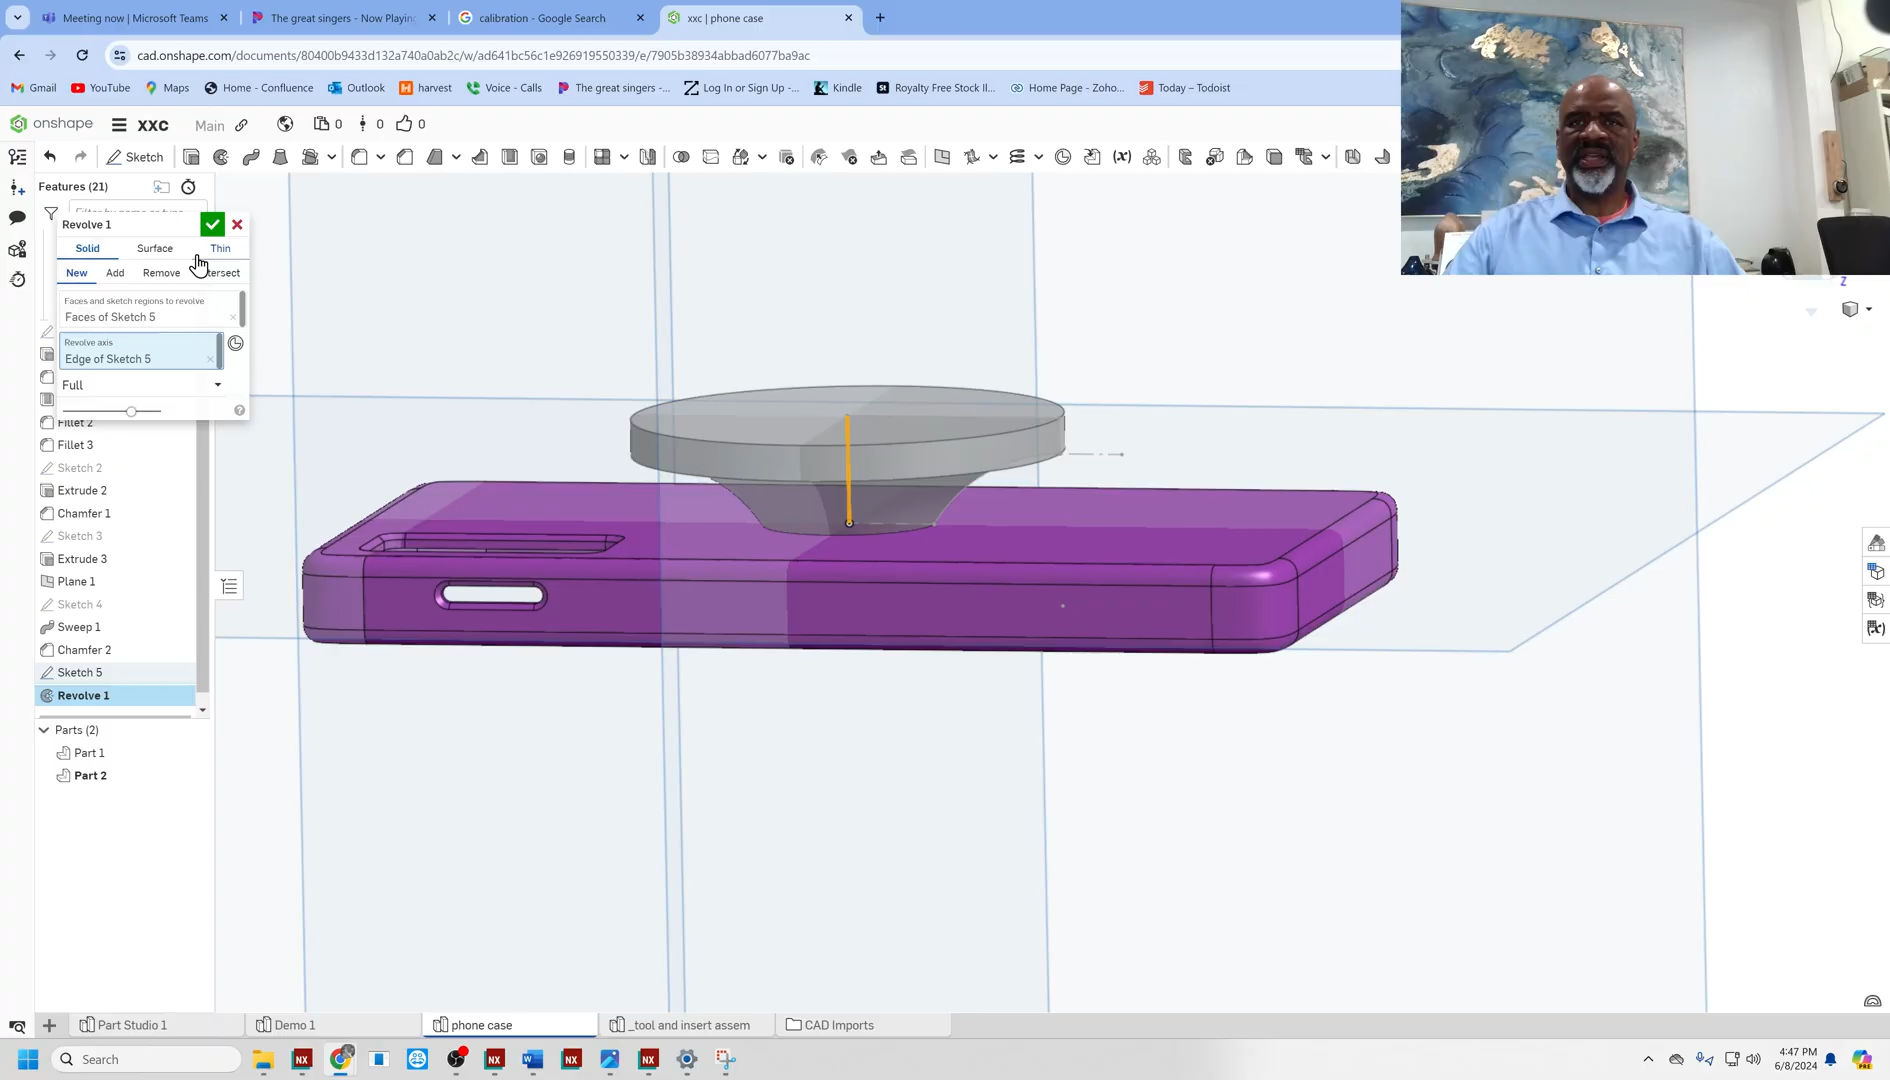 Meeting now | Microsoft Teams
The great singers - Now Playing
calibration - Google Search
xxc | phone case
cad.onshape.com/documents/80400b9433d132a740a0ab2c/w/ad641bc56c1e926919550339/e/7905b38934abbad6077ba9ac
Gmail
YouTube
Maps
Home - Confluence
Outlook
harvest
Voice - Calls
The great singers -...
Log In or Sign Up -...
Kindle
Royalty Free Stock Il...
Home Page - Zoho...
Today – Todoist
onshape
xxc
Main
0
0
0
Sketch
(x)
Features (21)
Revolve 1
Solid
Surface
Thin
New
Add
Remove
Faces and sketch regions to revolve
Faces of Sketch 5
Revolve axis
Edge of Sketch 5
Full
Fillet 2
Fillet 3
Sketch 2
Extrude 2
Chamfer 1
Sketch 3
Extrude 3
Plane 1
Sketch 4
Sweep 1
Chamfer 2
Sketch 5
Revolve 1
Parts (2)
Part 1
Part 2
Z
(x)
Part Studio 1
Demo 1
phone case
_tool and insert assem
CAD Imports
Search
NX
NX
W
NX
NX
4:47 PM
6/8/2024
PRE